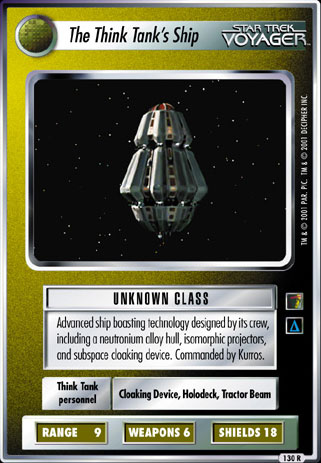 The Think Tank's Ship
STAR TREK
VOYAGER
TM & © 2001 PAR. PIC. TM & © 2001 DECIPHER INC.
UNKNOWN CLASS
Advanced ship boasting technology designed by its crew,
including a neutronium alloy hull, isomorphic projectors,
and subspace cloaking device. Commanded by Kurros.
Think Tank
personnel
Cloaking Device, Holodeck, Tractor Beam
RANGE 9
WEAPONS 6
SHIELDS 18
130 R